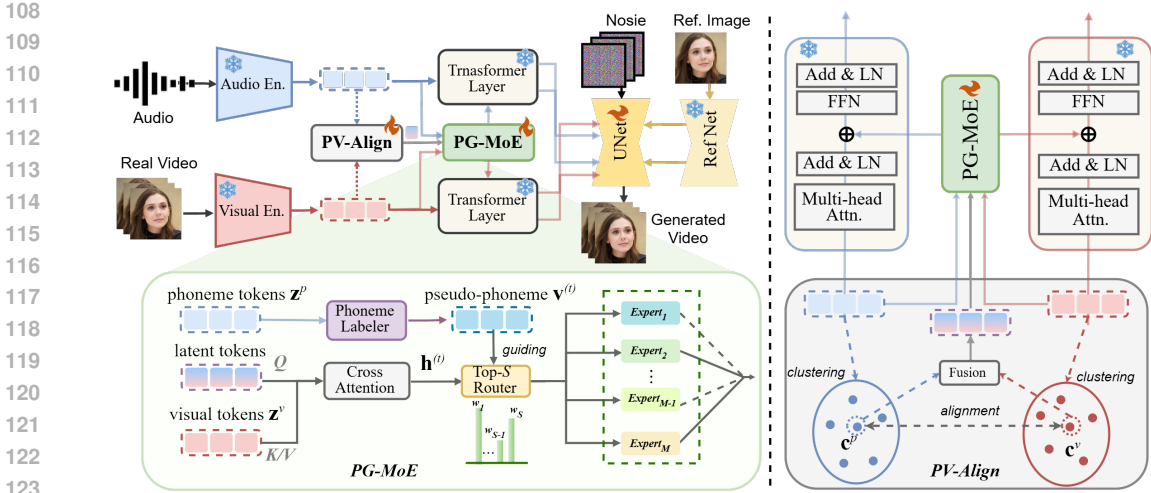 108
109
110
111
112
113
114
115
116
117
118
119
120
121
122
123
Nosie
Ref. Image
Audio En.
Trnasformer
Layer
Audio
PV-Align
PG-MoE
UNet
Ref Net
Real Video
Visual En.
Transformer
Layer
Generated
Video
phoneme tokens z^p
Phoneme
Labeler
pseudo-phoneme v^(t)
guiding
latent tokens
Q
Cross
Attention
h^(t)
Top-S
Router
visual tokens z^v
K/V
w_1
...
w_S-1
w_S
Expert_1
Expert_2
⋮
Expert_M-1
Expert_M
PG-MoE
Add & LN
FFN
Add & LN
Multi-head
Attn.
PG-MoE
Add & LN
FFN
Add & LN
Multi-head
Attn.
Fusion
clustering
clustering
alignment
c^p
c^v
PV-Align